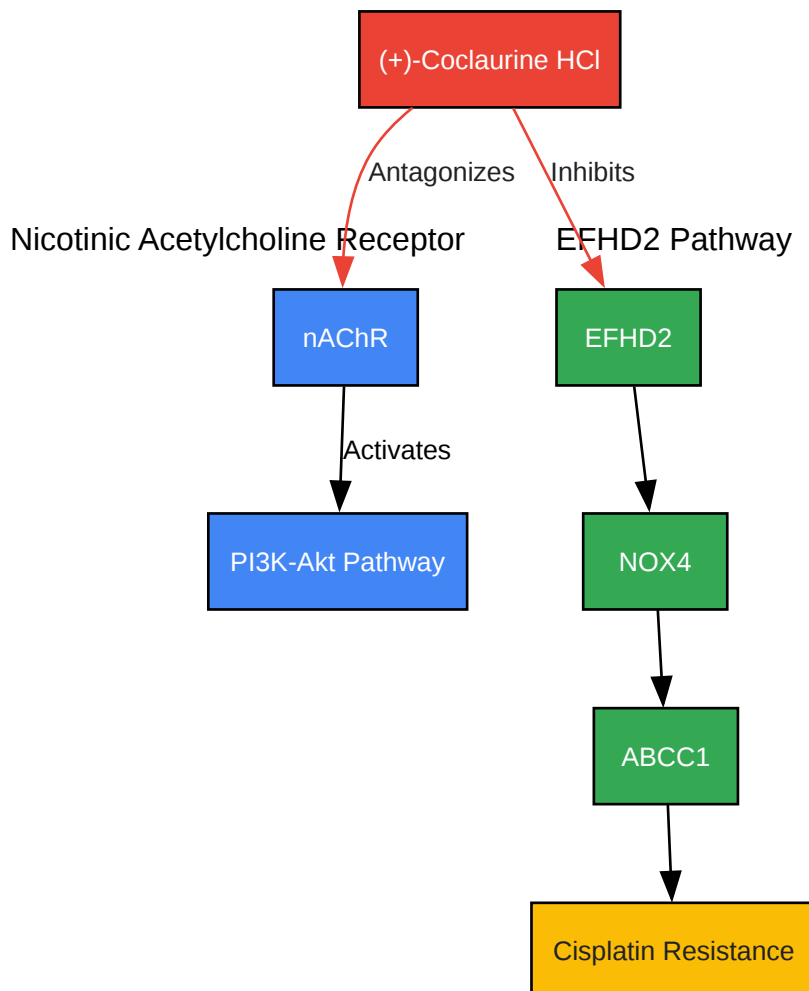 (+)-Coclaurine HCl
Antagonizes
Inhibits
Nicotinic Acetylcholine Receptor
EFHD2 Pathway
nAChR
EFHD2
Activates
PI3K-Akt Pathway
NOX4
ABCC1
Cisplatin Resistance